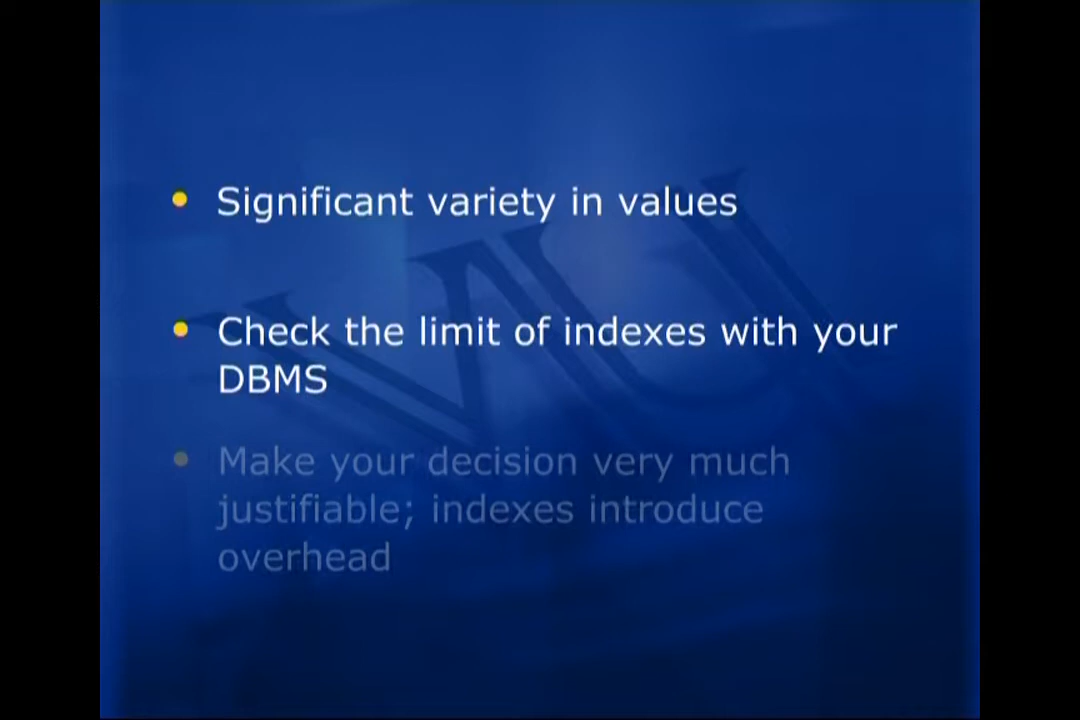 VU
• Significant variety in values
• Check the limit of indexes with your
DBMS
• Make your decision very much
justifiable; indexes introduce
overhead